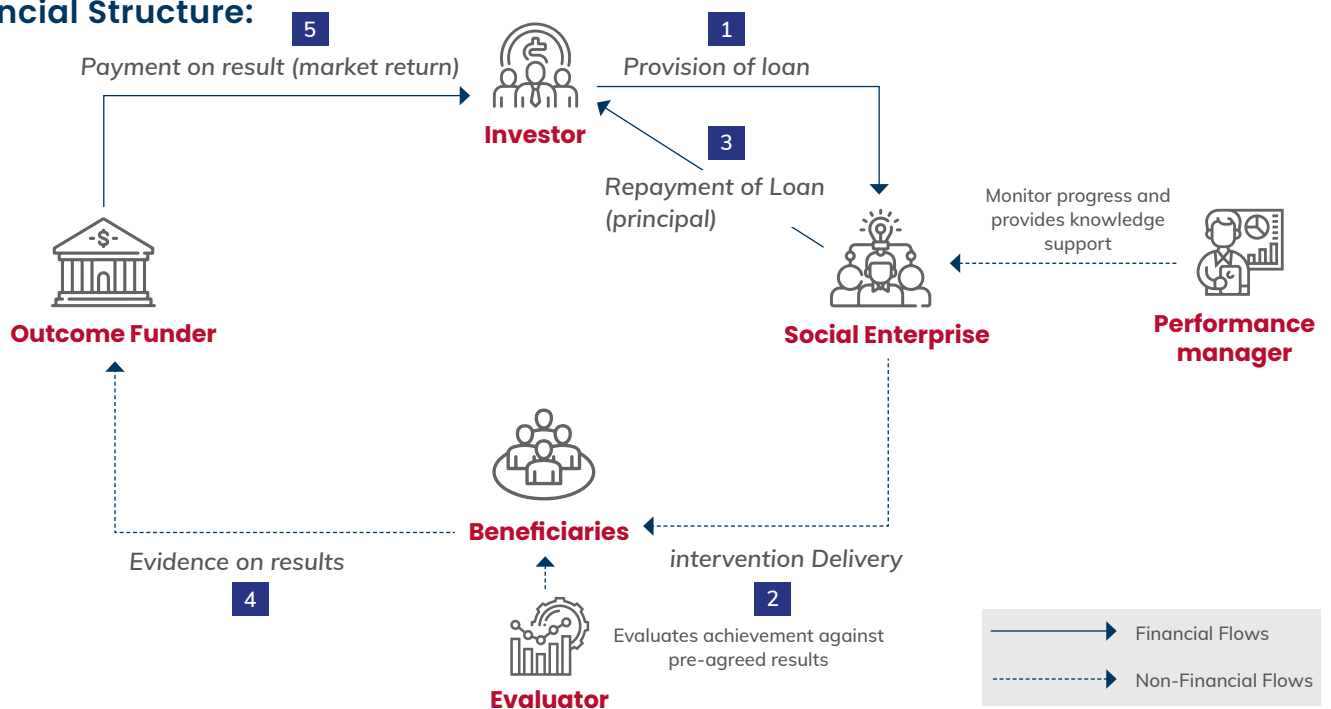 ncial Structure:
5
Payment on result (market return)
1
Provision of loan
Investor
3
Repayment of Loan
(principal)
Monitor progress and
provides knowledge
support
-$-
Outcome Funder
Social Enterprise
Performance
manager
Beneficiaries
Evidence on results
4
intervention Delivery
2
Evaluates achievement against
pre-agreed results
Evaluator
Financial Flows
Non-Financial Flows